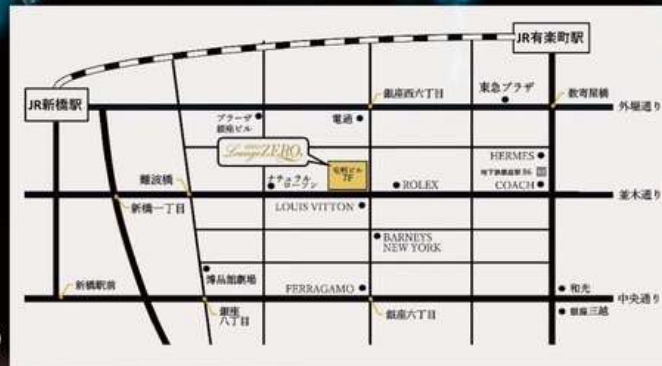 JR有楽町駅
JR新橋駅
銀座西六丁目
東急プラザ
数寄屋橋
外堀通り
プラーザ
銀座ビル
電通
Lounge ZERO
7F
HERMES
難波橋
ナチュラル
ローソン
ROLEX
COACH
並木通り
新橋一丁目
LOUIS VITTON
BARNEYS
NEW YORK
博品館劇場
新橋駅前
FERRAGAMO
和光
中央通り
銀座
八丁目
銀座六丁目
銀座三越